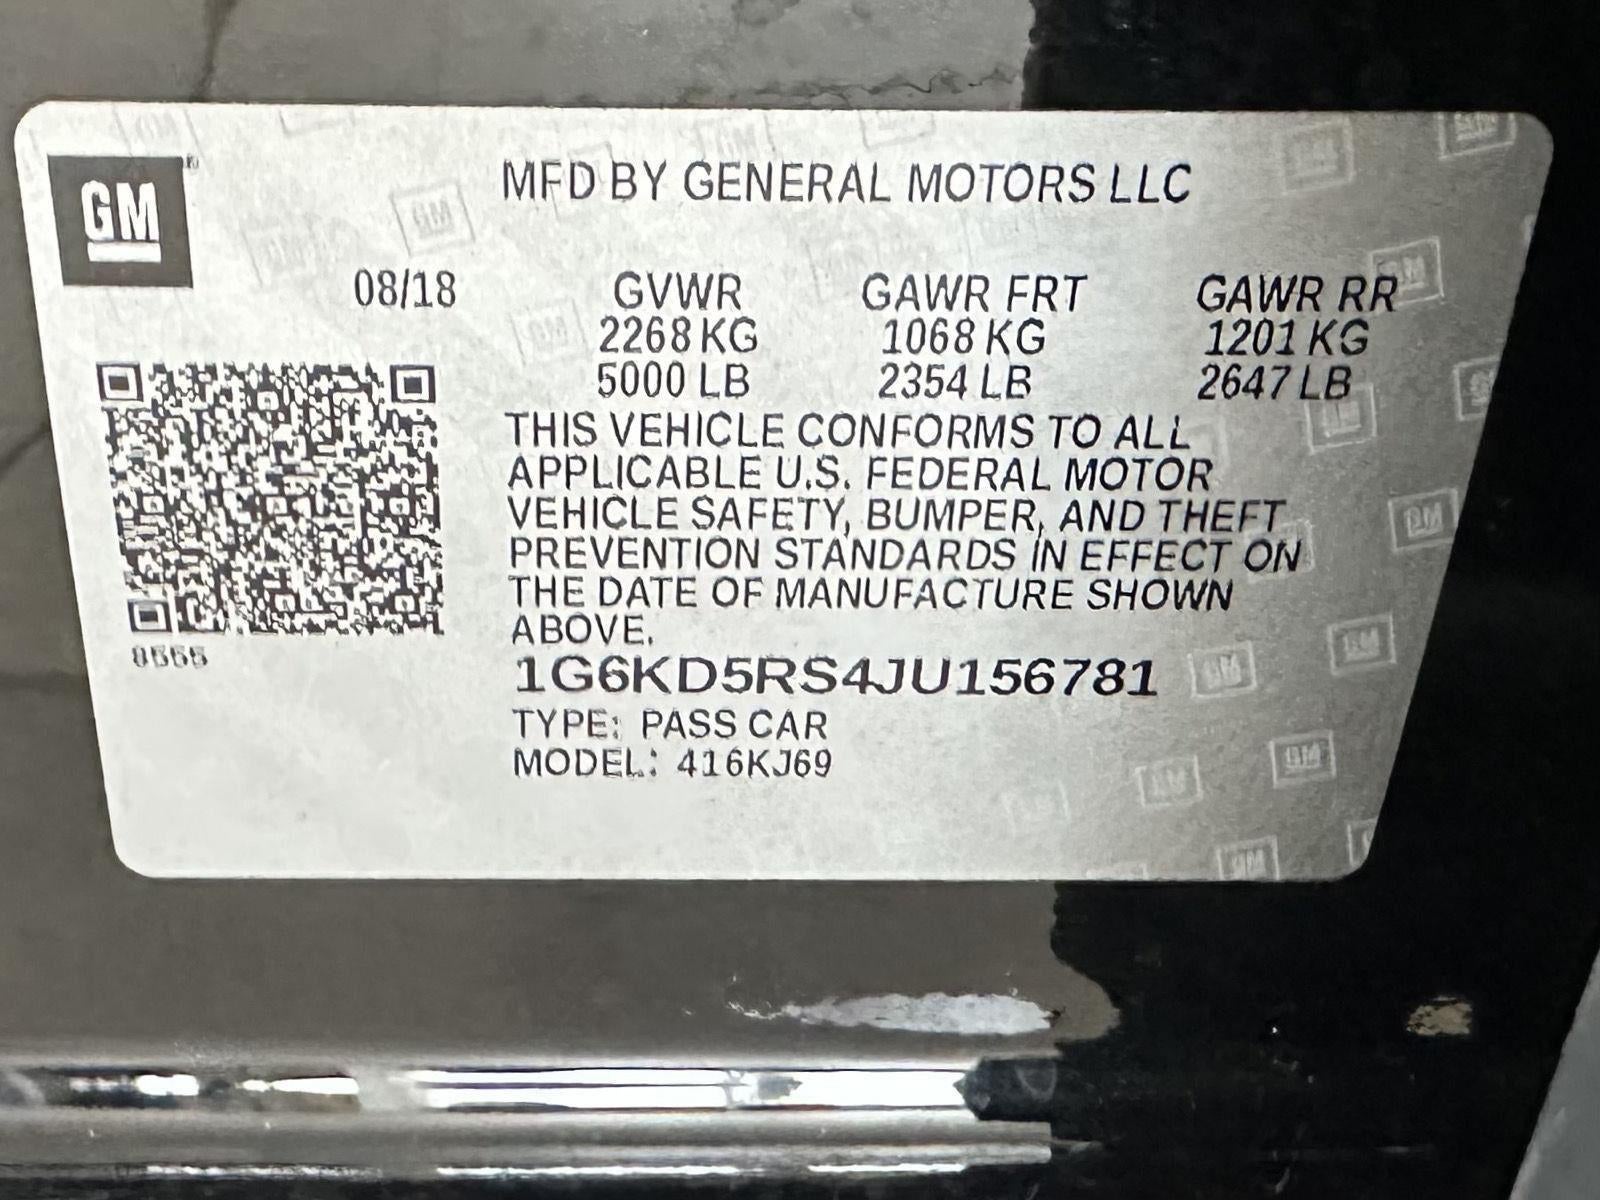 GM
MFD BY GENERAL MOTORS LLC
08/18
GVWR GAWR FRT GAWR RR
2268 KG 1068 KG 1201 KG
5000 LB 2354 LB 2647 LB
THIS VEHICLE CONFORMS TO ALL
APPLICABLE U.S. FEDERAL MOTOR
VEHICLE SAFETY, BUMPER, AND THEFT
PREVENTION STANDARDS IN EFFECT ON
THE DATE OF MANUFACTURE SHOWN
ABOVE.
1G6KD5RS4JU156781
TYPE: PASS CAR
MODEL: 416KJ69